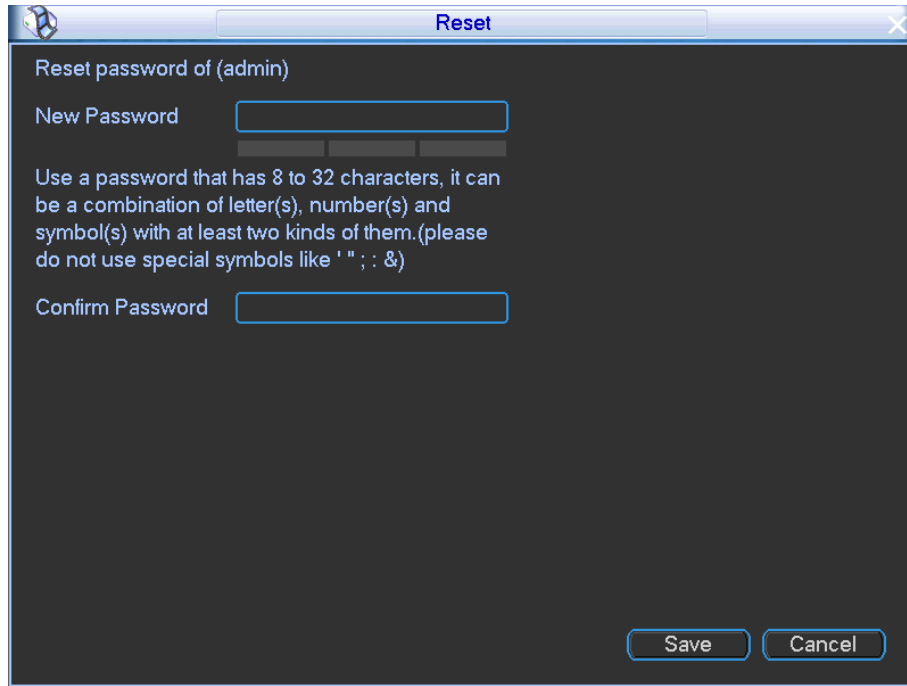 Reset
Reset password of (admin)
New Password
Use a password that has 8 to 32 characters, it can
be a combination of letter(s), number(s) and
symbol(s) with at least two kinds of them.(please
do not use special symbols like ' " ; : &)
Confirm Password
Save Cancel